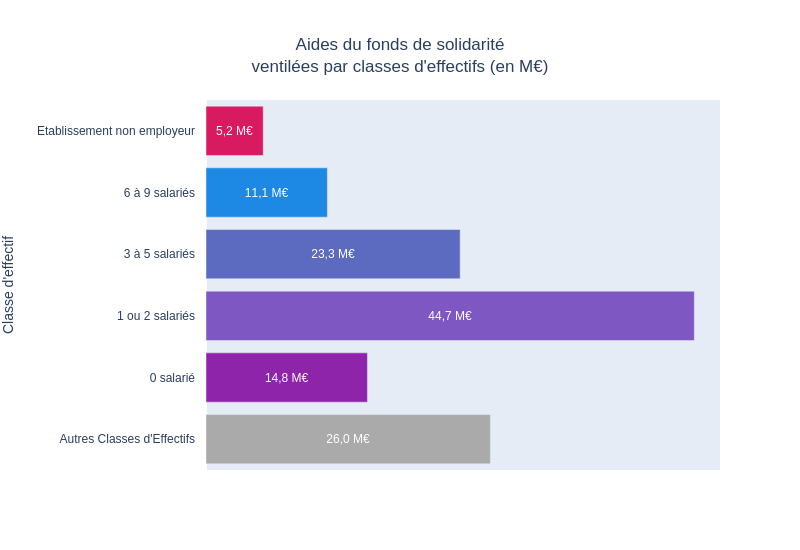 Aides du fonds de solidarité
ventilées par classes d'effectifs (en M€)
Classe d'effectif
Etablissement non employeur
5,2 M€
6 à 9 salariés
11,1 M€
3 à 5 salariés
23,3 M€
1 ou 2 salariés
44,7 M€
0 salarié
14,8 M€
Autres Classes d'Effectifs
26,0 M€